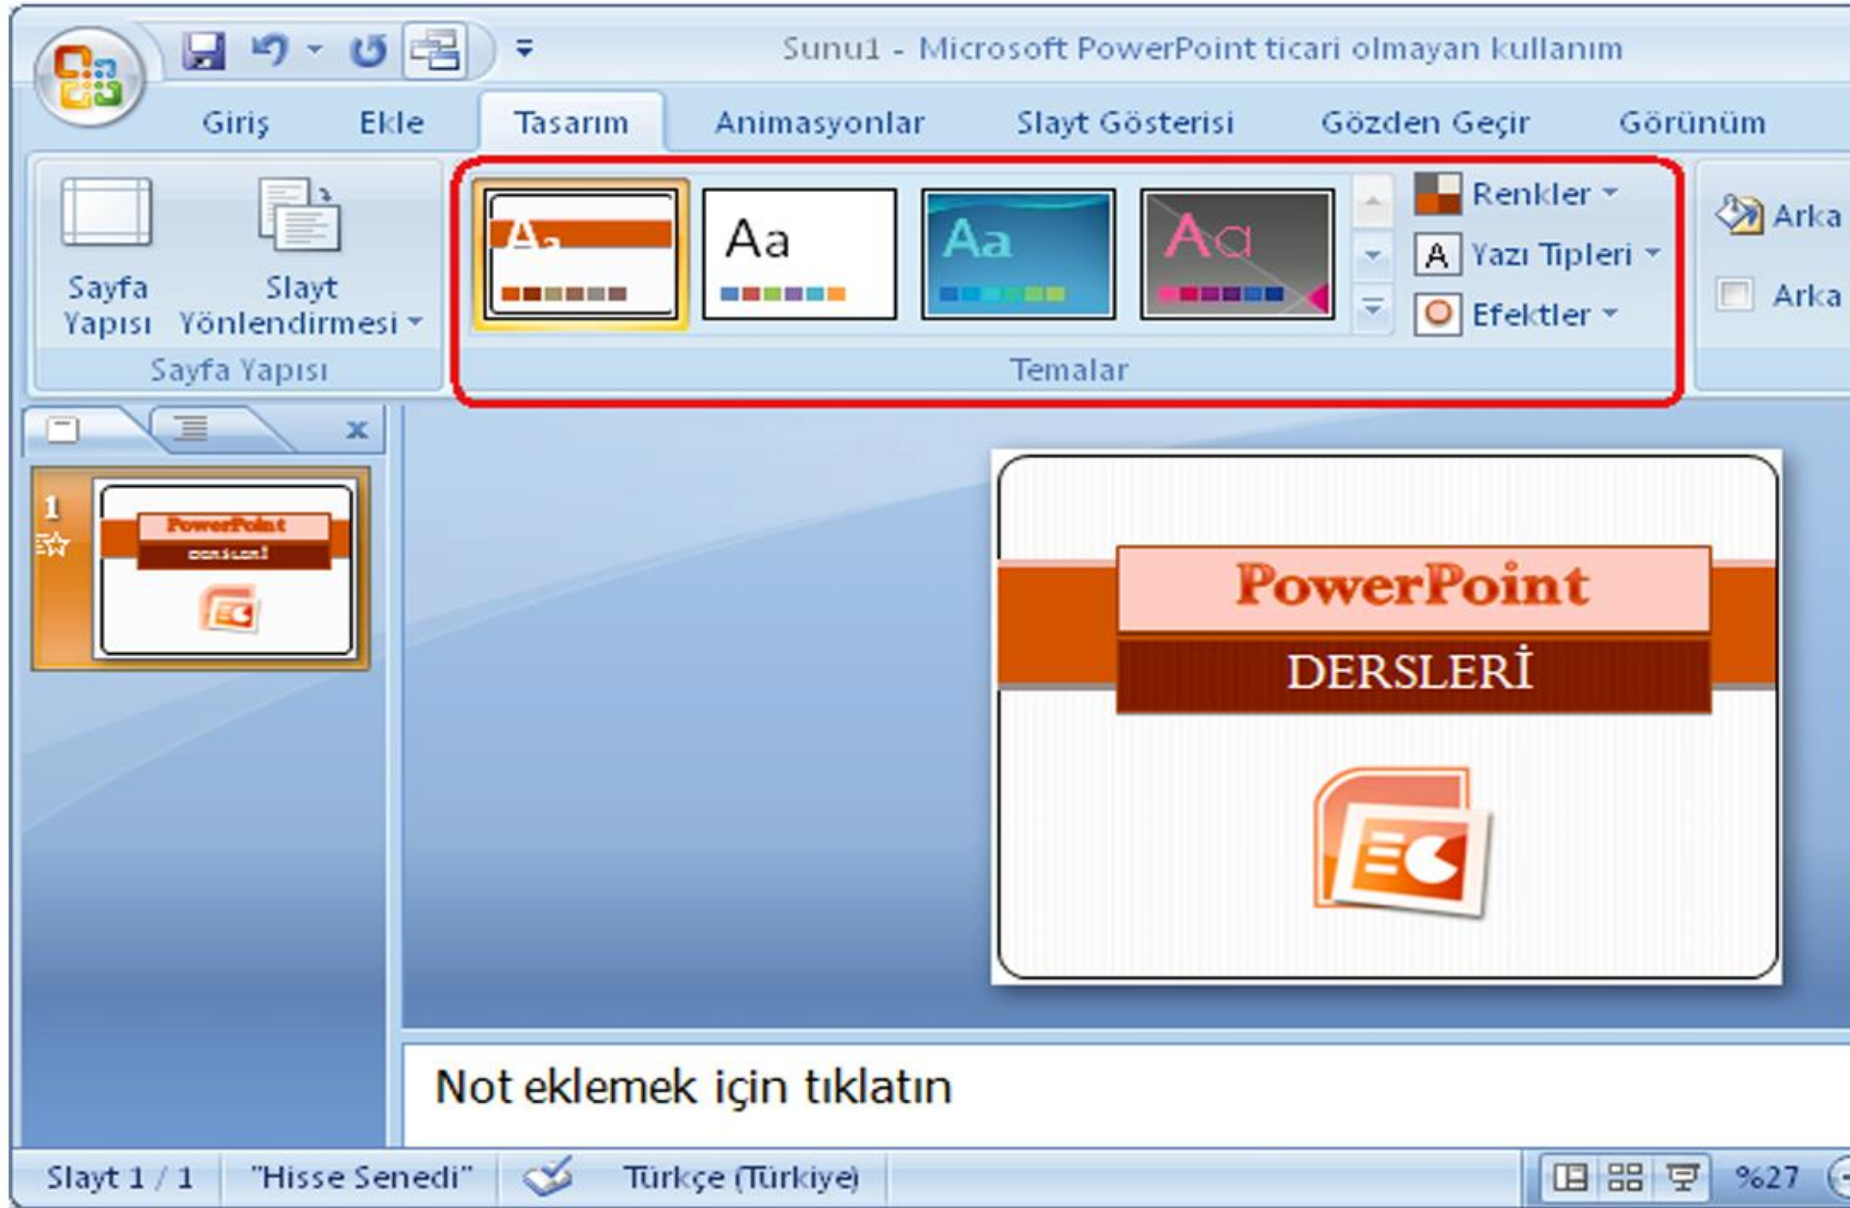 Sunu1 - Microsoft PowerPoint ticari olmayan kullanım
Giriş Ekle Tasarım Animasyonlar Slayt Gösterisi Gözden Geçir Görünüm
Sayfa Yapısı
Slayt Yönlendirmesi
Sayfa Yapısı
Aa Aa Aa Aa
Renkler
A Yazı Tipleri
Efektler
Temalar
Arka
Arka
1
PowerPoint
DERSLERİ
PowerPoint
DERSLERİ
Not eklemek için tıklatın
Slayt 1 / 1 "Hisse Senedi" Türkçe (Türkiye) %27